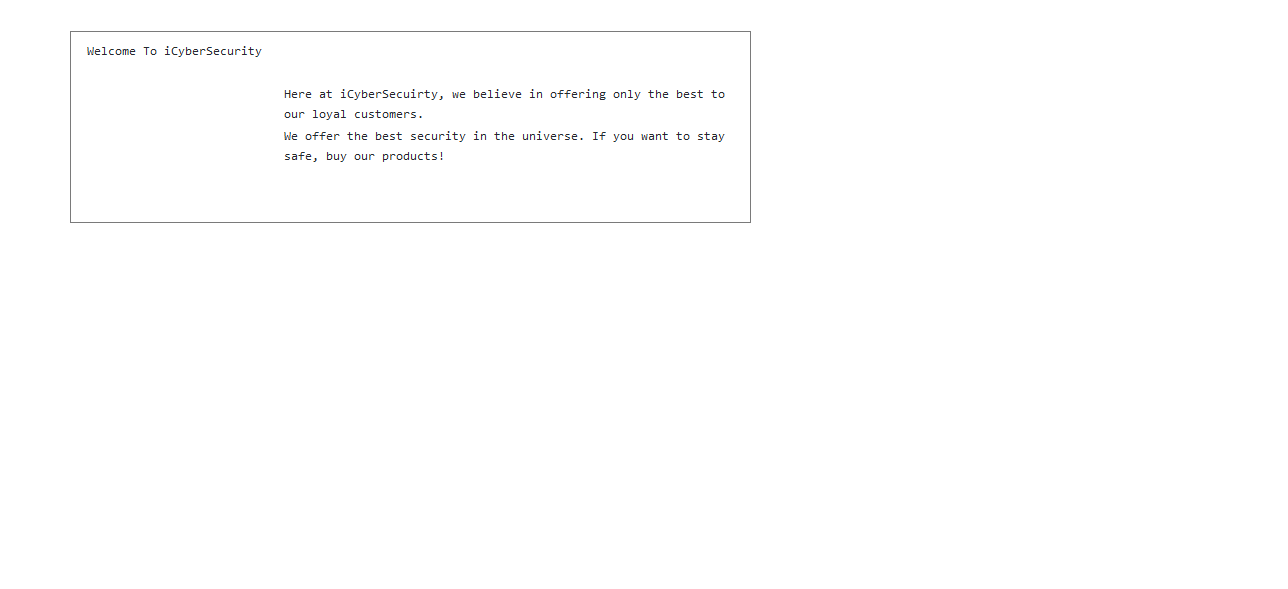 Welcome To iCyberSecurity
Here at iCyberSecuirty, we believe in offering only the best to
our loyal customers.
We offer the best security in the universe. If you want to stay
safe, buy our products!